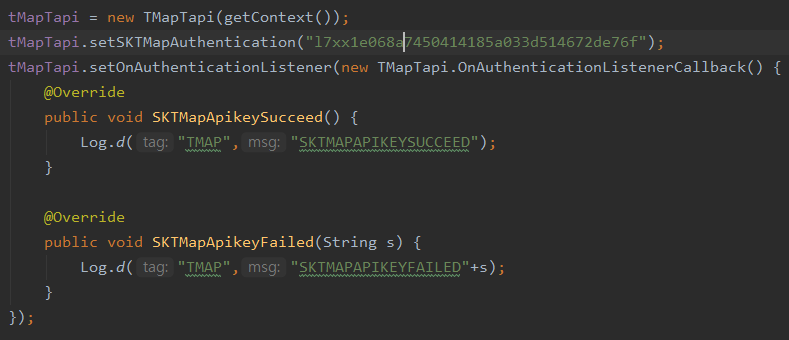 tMapTapi = new TMapTapi(getContext());
tMapTapi.setSKTMapAuthentication("l7xx1e068a7450414185a033d514672de76f");
tMapTapi.setOnAuthenticationListener(new TMapTapi.OnAuthenticationListenerCallback() {
@Override
public void SKTMapApikeySucceed() {
Log.d( tag: "TMAP", msg: "SKTMAPAPIKEYSUCCEED");
}
@Override
public void SKTMapApikeyFailed(String s) {
Log.d( tag: "TMAP", msg: "SKTMAPAPIKEYFAILED"+s);
}
});